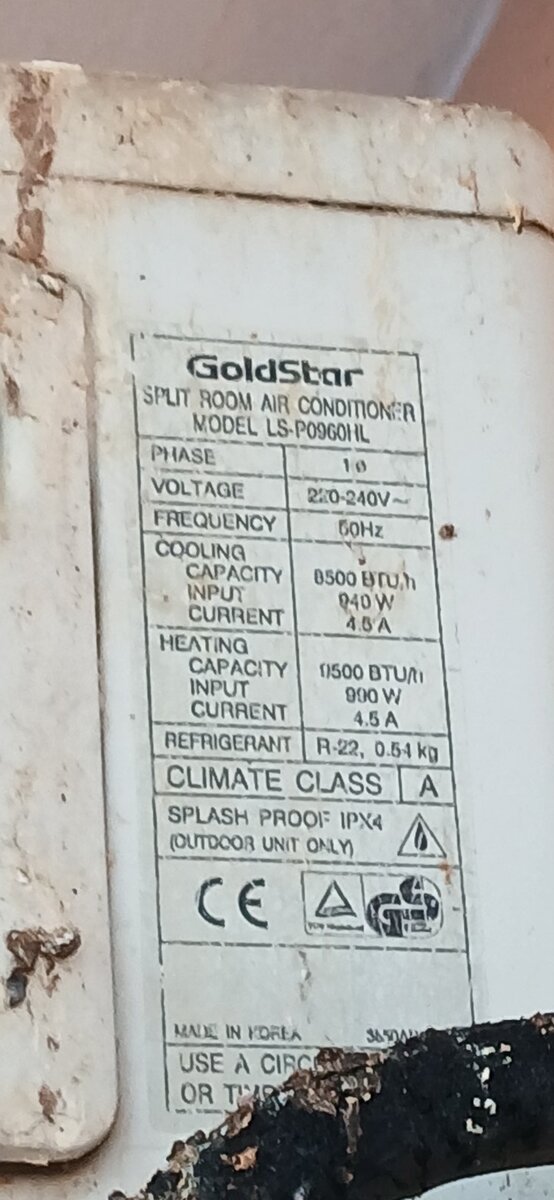 GoldStar
SPLIT ROOM AIR CONDITIONER
MODEL LS-P0960HL
PHASE 1ø
VOLTAGE 220-240V~
FREQUENCY 50Hz
COOLING
CAPACITY 8500 BTU/h
INPUT 940 W
CURRENT 4.5 A
HEATING
CAPACITY BTU/h
INPUT 990 W
CURRENT 4.5 A
REFRIGERANT R-22, 0.54 kg
CLIMATE CLASS A
SPLASH PROOF IPX4
(OUTDOOR UNIT ONLY)
CE
MADE IN KOREA
USE A
OR